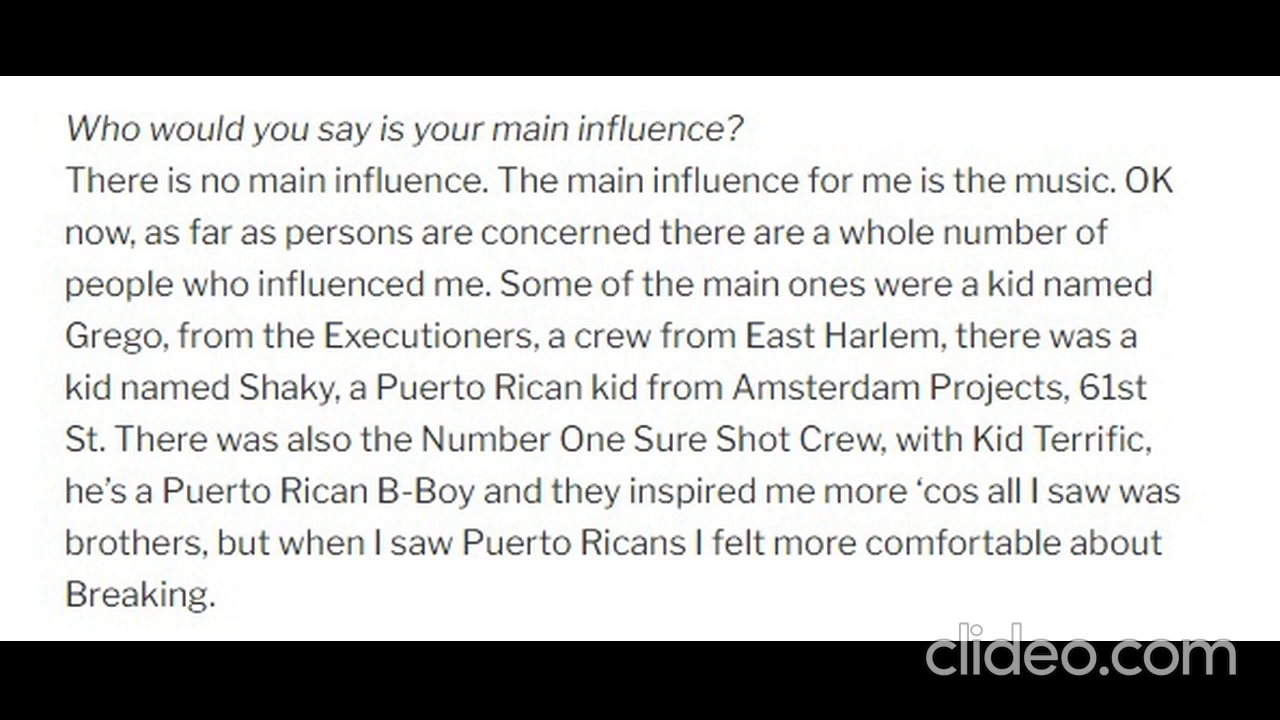 Who would you say is your main influence?
There is no main influence. The main influence for me is the music. OK
now, as far as persons are concerned there are a whole number of
people who influenced me. Some of the main ones were a kid named
Grego, from the Executioners, a crew from East Harlem, there was a
kid named Shaky, a Puerto Rican kid from Amsterdam Projects, 61st
St. There was also the Number One Sure Shot Crew, with Kid Terrific,
he’s a Puerto Rican B-Boy and they inspired me more ‘cos all I saw was
brothers, but when I saw Puerto Ricans I felt more comfortable about
Breaking.
clideo.com